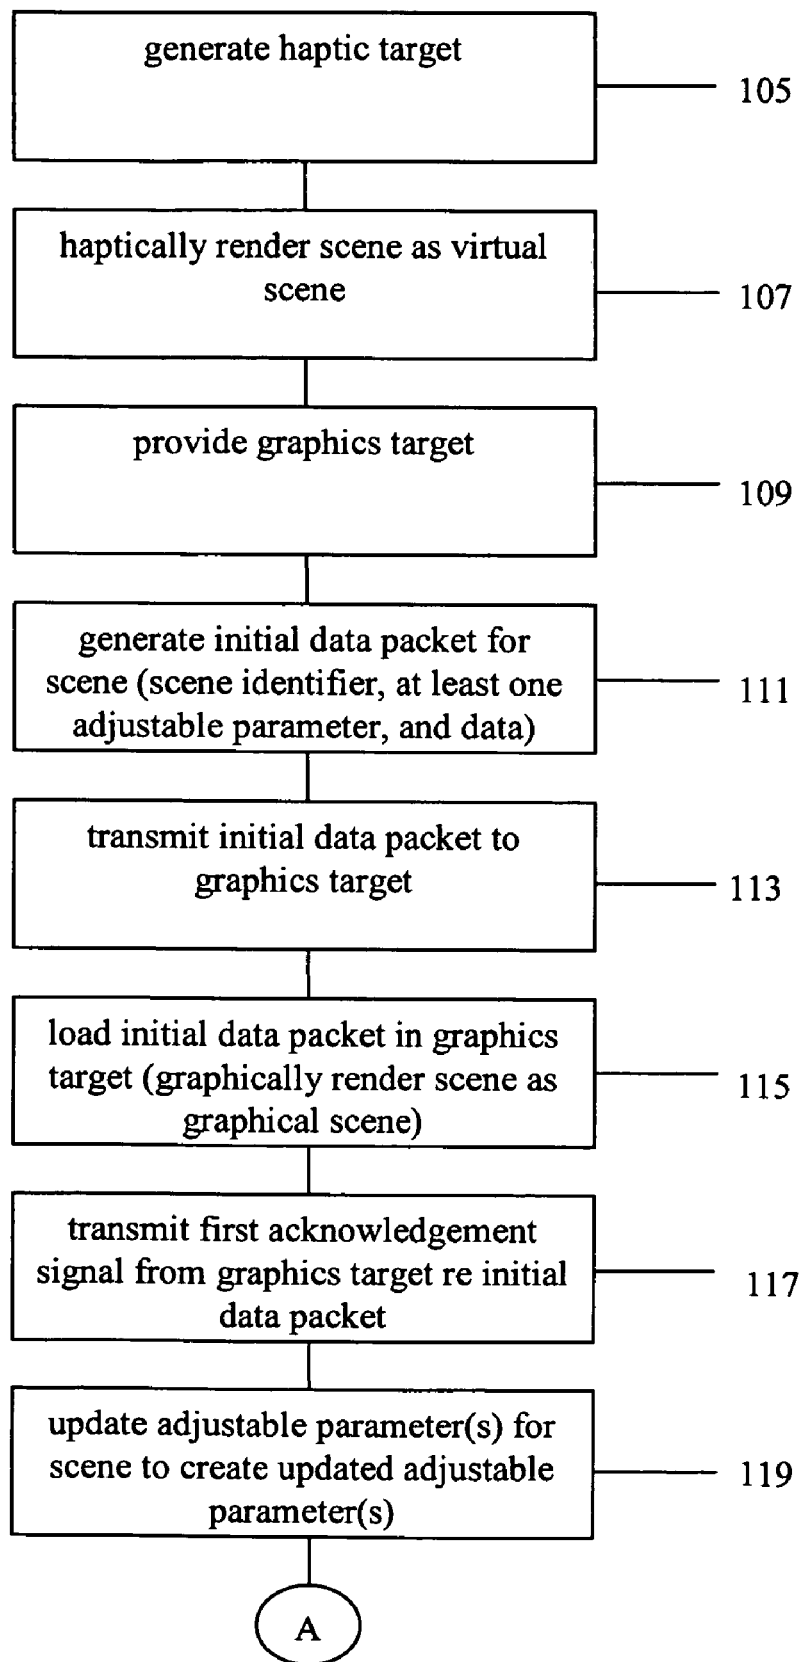 generate haptic target
105
haptically render scene as virtual
scene
107
provide graphics target
109
generate initial data packet for
scene (scene identifier, at least one
adjustable parameter, and data)
111
transmit initial data packet to
graphics target
113
load initial data packet in graphics
target (graphically render scene as
graphical scene)
115
transmit first acknowledgement
signal from graphics target re initial
data packet
117
update adjustable parameter(s) for
scene to create updated adjustable
parameter(s)
119
A